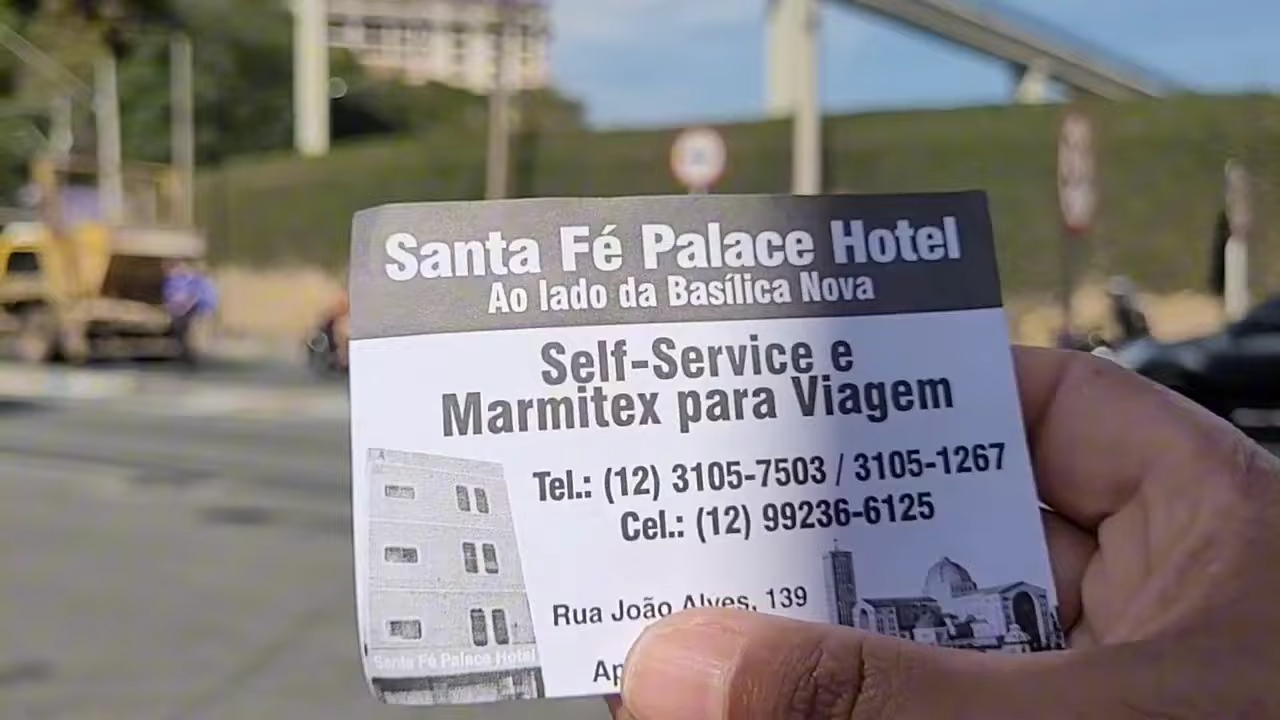 Santa Fé Palace Hotel
Ao lado da Basílica Nova
Self-Service e
Marmitex para Viagem
Tel.: (12) 3105-7503 / 3105-1267
Cel.: (12) 99236-6125
Rua João Alves, 139
Santa Fé Palace Hotel